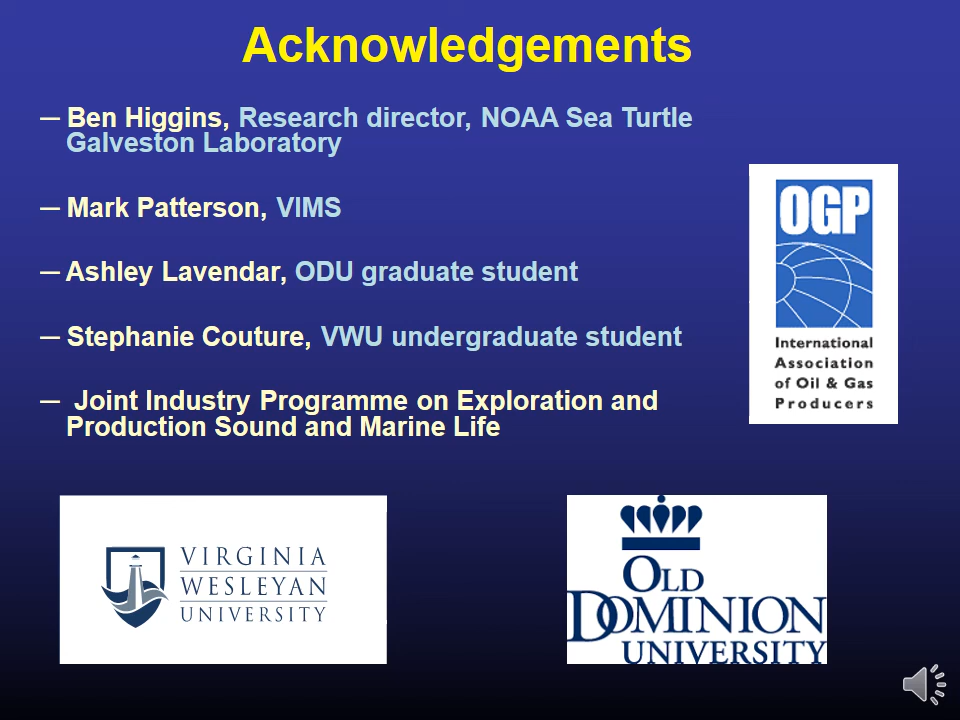 Acknowledgements
─ Ben Higgins, Research director, NOAA Sea Turtle
Galveston Laboratory
─ Mark Patterson, VIMS
─ Ashley Lavendar, ODU graduate student
─ Stephanie Couture, VWU undergraduate student
─ Joint Industry Programme on Exploration and
Production Sound and Marine Life
OGP
International
Association
of Oil & Gas
Producers
VIRGINIA
WESLEYAN
UNIVERSITY
OLD
DOMINION
UNIVERSITY